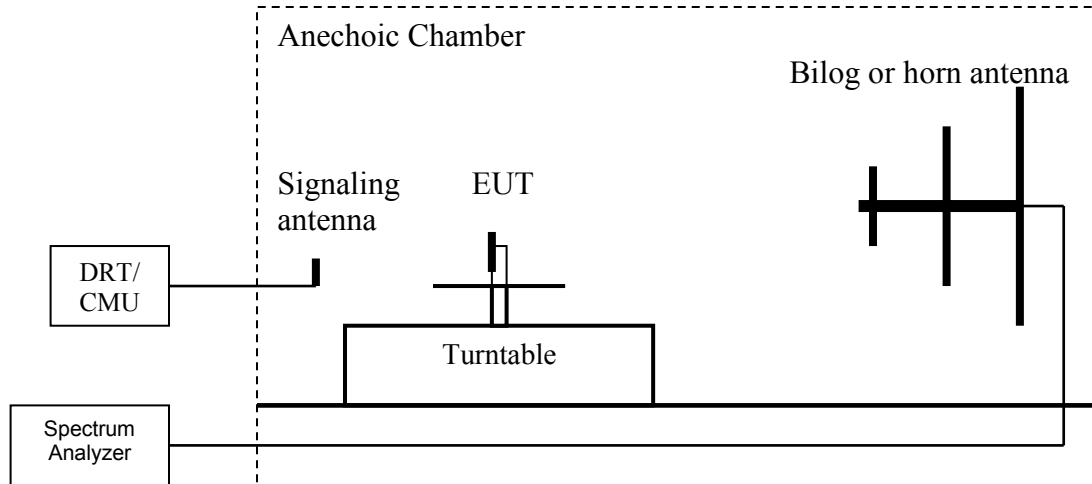 Anechoic Chamber
Bilog or horn antenna
Signaling
antenna
EUT
DRT/
CMU
Turntable
Spectrum
Analyzer